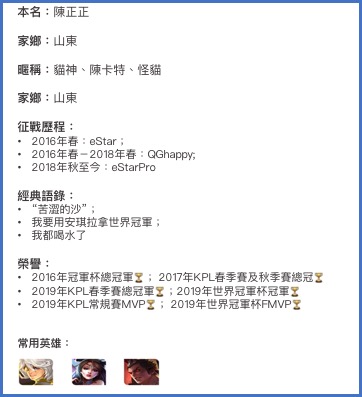 本名：陳正正
家鄉：山東
暱稱：貓神、陳卡特、怪貓
家鄉：山東
征戰歷程：
• 2016年春：eStar；
• 2016年春－2018年春：QGhappy;
• 2018年秋至今：eStarPro
經典語錄：
• “苦澀的沙”；
• 我要用安琪拉拿世界冠軍；
• 我都喝水了
榮譽：
• 2016年冠軍杯總冠軍🏆； 2017年KPL春季賽及秋季賽總冠🏆
• 2019年KPL春季賽總冠軍🏆；2019年世界冠軍杯冠軍🏆
• 2019年KPL常規賽MVP🏆； 2019年世界冠軍杯FMVP🏆
常用英雄：